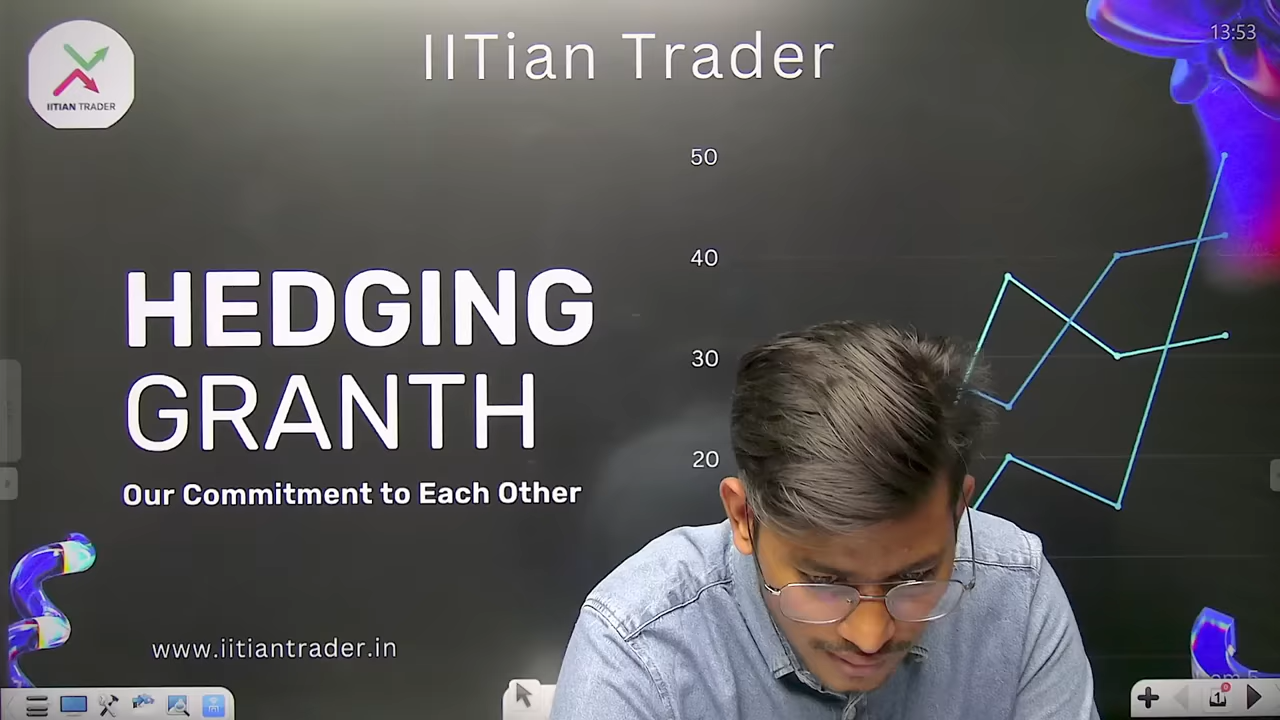 IITian Trader
13:53
IITIAN TRADER
50
40
30
20
HEDGING
GRANTH
Our Commitment to Each Other
www.iitiantrader.in
1